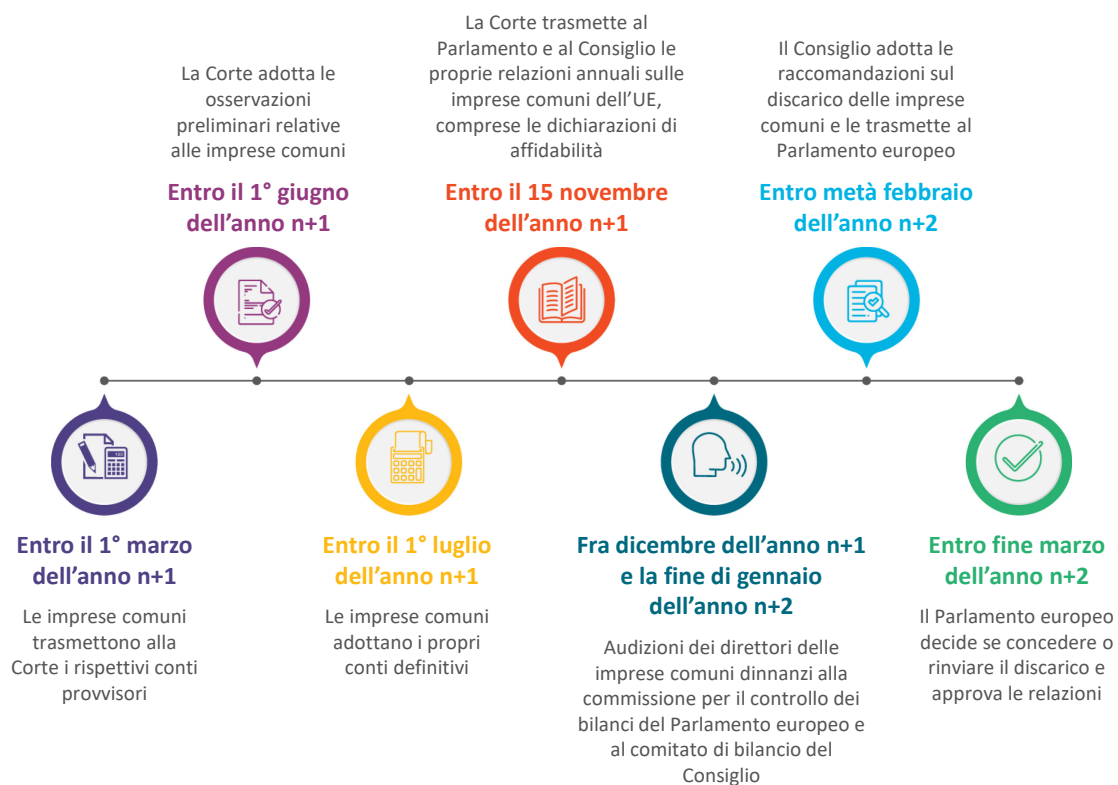 La Corte adotta le
osservazioni
preliminari relative
alle imprese comuni
Entro il 1° giugno
dell’anno n+1
La Corte trasmette al
Parlamento e al Consiglio le
proprie relazioni annuali sulle
imprese comuni dell’UE,
comprese le dichiarazioni di
affidabilità
Entro il 15 novembre
dell’anno n+1
Il Consiglio adotta le
raccomandazioni sul
discarico delle imprese
comuni e le trasmette al
Parlamento europeo
Entro metà febbraio
dell’anno n+2
Entro il 1° marzo
dell’anno n+1
Le imprese comuni
trasmettono alla
Corte i rispettivi conti
provvisori
Entro il 1° luglio
dell’anno n+1
Le imprese comuni
adottano i propri
conti definitivi
Fra dicembre dell’anno n+1
e la fine di gennaio
dell’anno n+2
Audizioni dei direttori delle
imprese comuni dinnanzi alla
commissione per il controllo dei
bilanci del Parlamento europeo e
al comitato di bilancio del
Consiglio
Entro fine marzo
dell’anno n+2
Il Parlamento europeo
decide se concedere o
rinviare il discarico e
approva le relazioni